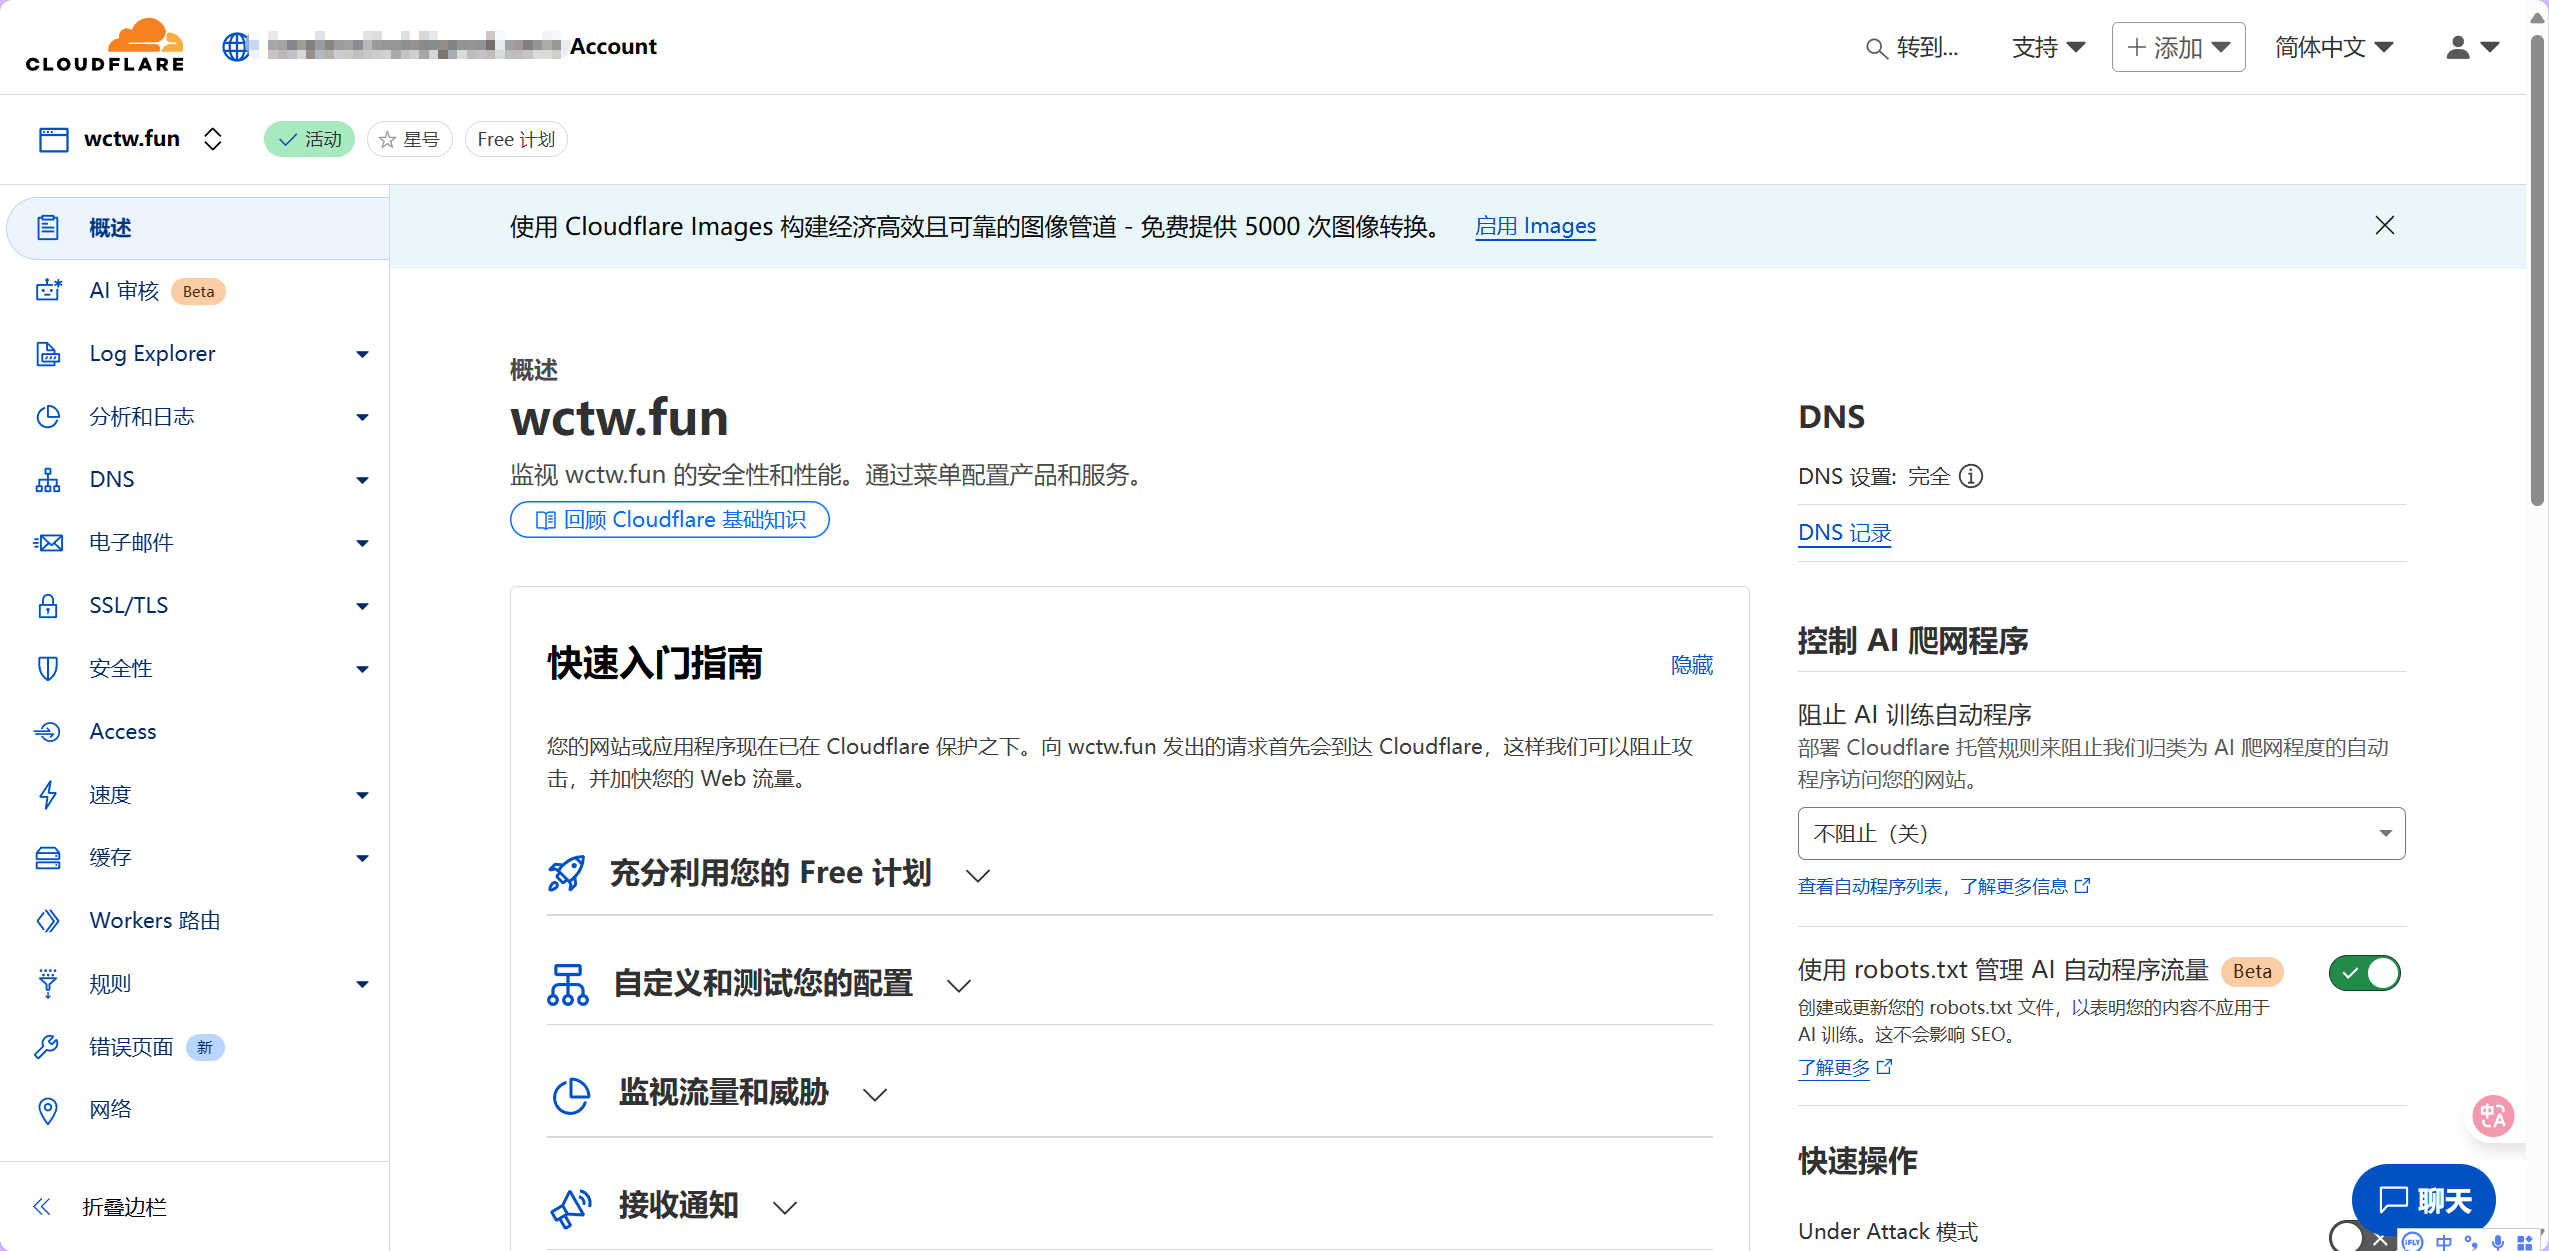 CLOUDFLARE
Account
转到...
支持
添加
简体中文
wctw.fun
活动
星号
Free 计划
概述
AI 审核 Beta
Log Explorer
分析和日志
DNS
电子邮件
SSL/TLS
安全性
Access
速度
缓存
Workers 路由
规则
错误页面 新
网络
折叠边栏
使用 Cloudflare Images 构建经济高效且可靠的图像管道 - 免费提供 5000 次图像转换。 启用 Images
概述
wctw.fun
监视 wctw.fun 的安全性和性能。通过菜单配置产品和服务。
回顾 Cloudflare 基础知识
快速入门指南
隐藏
您的网站或应用程序现在已在 Cloudflare 保护之下。向 wctw.fun 发出的请求首先会到达 Cloudflare，这样我们可以阻止攻
击，并加快您的 Web 流量。
充分利用您的 Free 计划
自定义和测试您的配置
监视流量和威胁
接收通知
DNS
DNS 设置: 完全
DNS 记录
控制 AI 爬网程序
阻止 AI 训练自动程序
部署 Cloudflare 托管规则来阻止我们归类为 AI 爬网程度的自动
程序访问您的网站。
不阻止（关）
查看自动程序列表，了解更多信息
使用 robots.txt 管理 AI 自动程序流量 Beta
创建或更新您的 robots.txt 文件，以表明您的内容不应用于
AI 训练。这不会影响 SEO。
了解更多
快速操作
Under Attack 模式
聊天
中A
iFLY 中